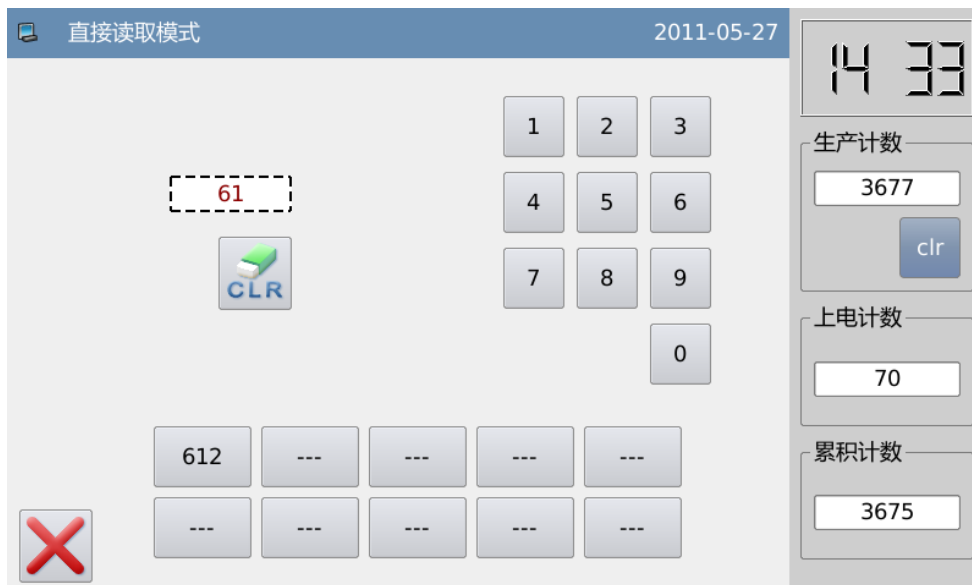 直接读取模式 2011-05-27
14 33
1 2 3
生产计数
61
4 5 6
3677
CLR
clr
7 8 9
上电计数
0
70
612 --- --- --- ---
累积计数
--- --- --- --- ---
3675